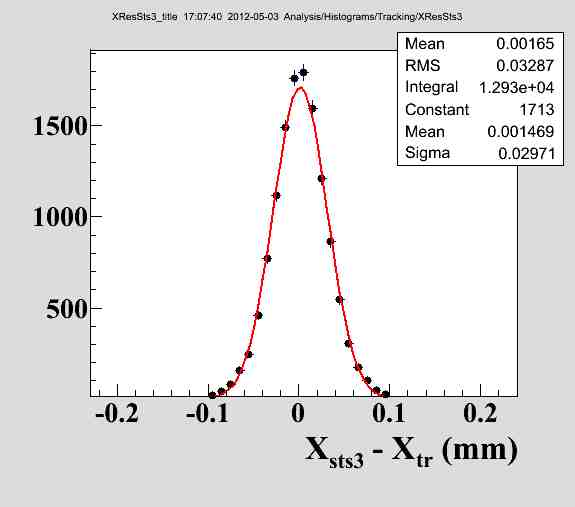 XResSts3_title 17:07:40 2012-05-03 Analysis/Histograms/Tracking/XResSts3
Mean 0.00165
RMS 0.03287
Integral 1.293e+04
Constant 1713
Mean 0.001469
Sigma 0.02971
1500
1000
500
-0.2 -0.1 0 0.1 0.2
Xsts3 - Xtr (mm)